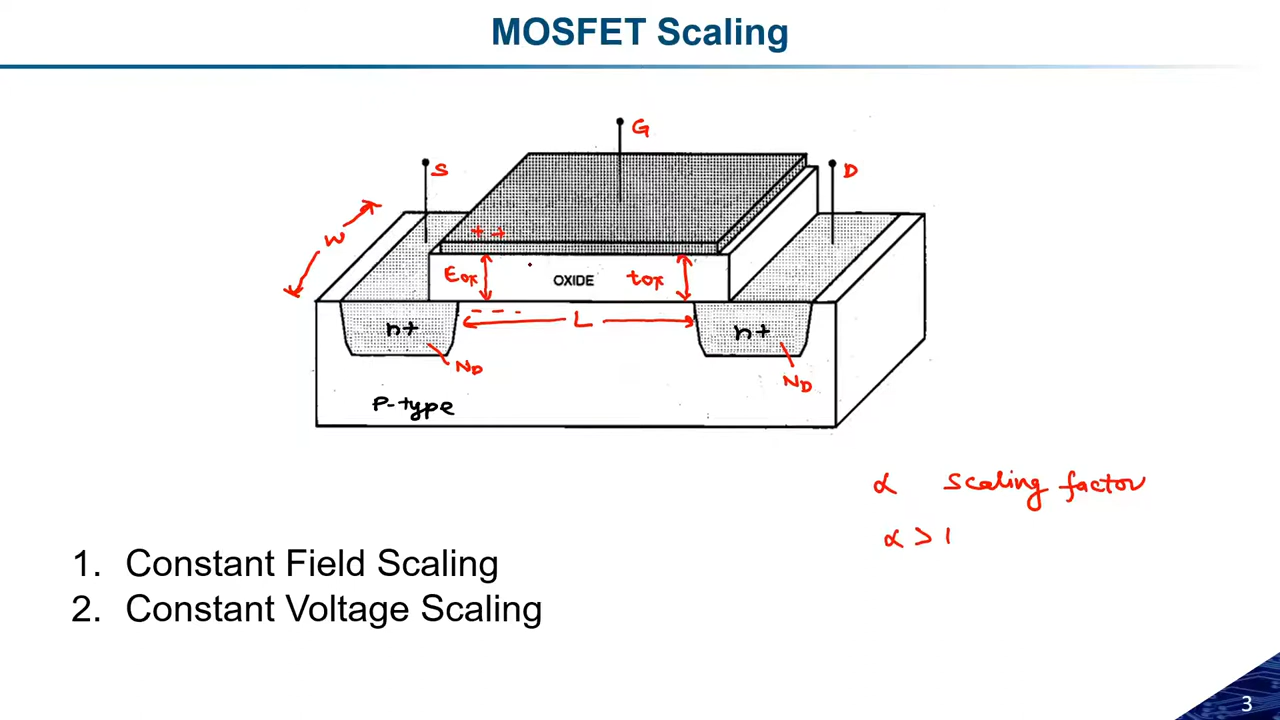 MOSFET Scaling
G
S
D
W
+ +
Eox
OXIDE
tox
- - -
L
n+
n+
ND
ND
P-type
α scaling factor
α > 1
1. Constant Field Scaling
2. Constant Voltage Scaling
3